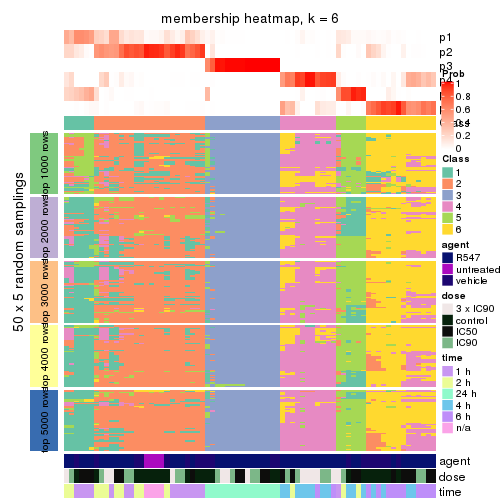 membership heatmap, k = 6
p1
p2
p3
p4
Prob
1
0.8
0.6
0.4
0.2
0
Class
1
2
3
4
5
6
agent
R547
untreated
vehicle
dose
3 x IC90
control
IC50
IC90
time
1 h
2 h
24 h
4 h
6 h
n/a
50 x 5 random samplings
top 1000 rows
top 2000 rows
top 3000 rows
top 4000 rows
top 5000 rows
agent
dose
time